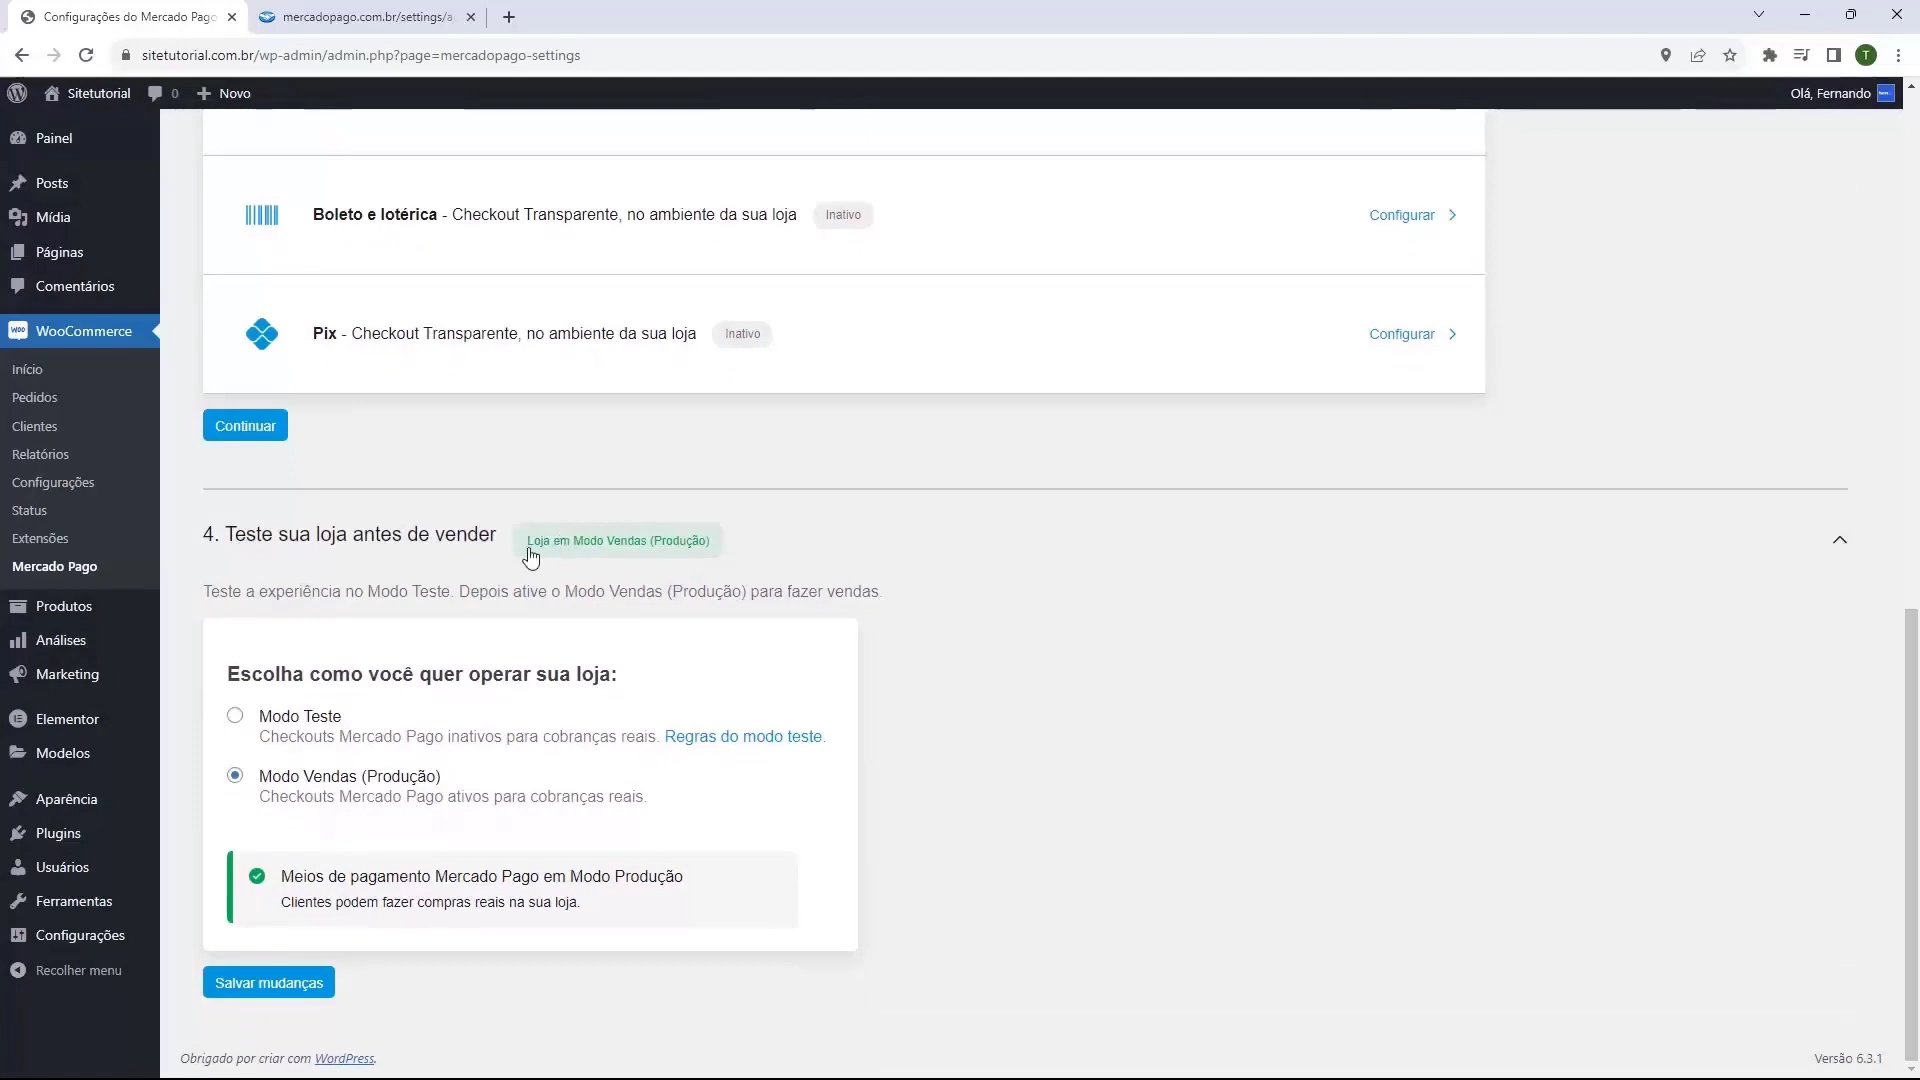 Configurações do Mercado Pago
mercadopago.com.br/settings/a
sitetutorial.com.br/wp-admin/admin.php?page=mercadopago-settings
T
Sitetutorial
0
Novo
Olá, Fernando
Painel
Posts
Mídia
Páginas
Comentários
WooCommerce
Início
Pedidos
Clientes
Relatórios
Configurações
Status
Extensões
Mercado Pago
Produtos
Análises
Marketing
Elementor
Modelos
Aparência
Plugins
Usuários
Ferramentas
Configurações
Recolher menu
Boleto e lotérica - Checkout Transparente, no ambiente da sua loja Inativo Configurar
Pix - Checkout Transparente, no ambiente da sua loja Inativo Configurar
Continuar
4. Teste sua loja antes de vender Loja em Modo Vendas (Produção)
Teste a experiência no Modo Teste. Depois ative o Modo Vendas (Produção) para fazer vendas.
Escolha como você quer operar sua loja:
Modo Teste
Checkouts Mercado Pago inativos para cobranças reais. Regras do modo teste.
Modo Vendas (Produção)
Checkouts Mercado Pago ativos para cobranças reais.
Meios de pagamento Mercado Pago em Modo Produção
Clientes podem fazer compras reais na sua loja.
Salvar mudanças
Obrigado por criar com WordPress.
Versão 6.3.1